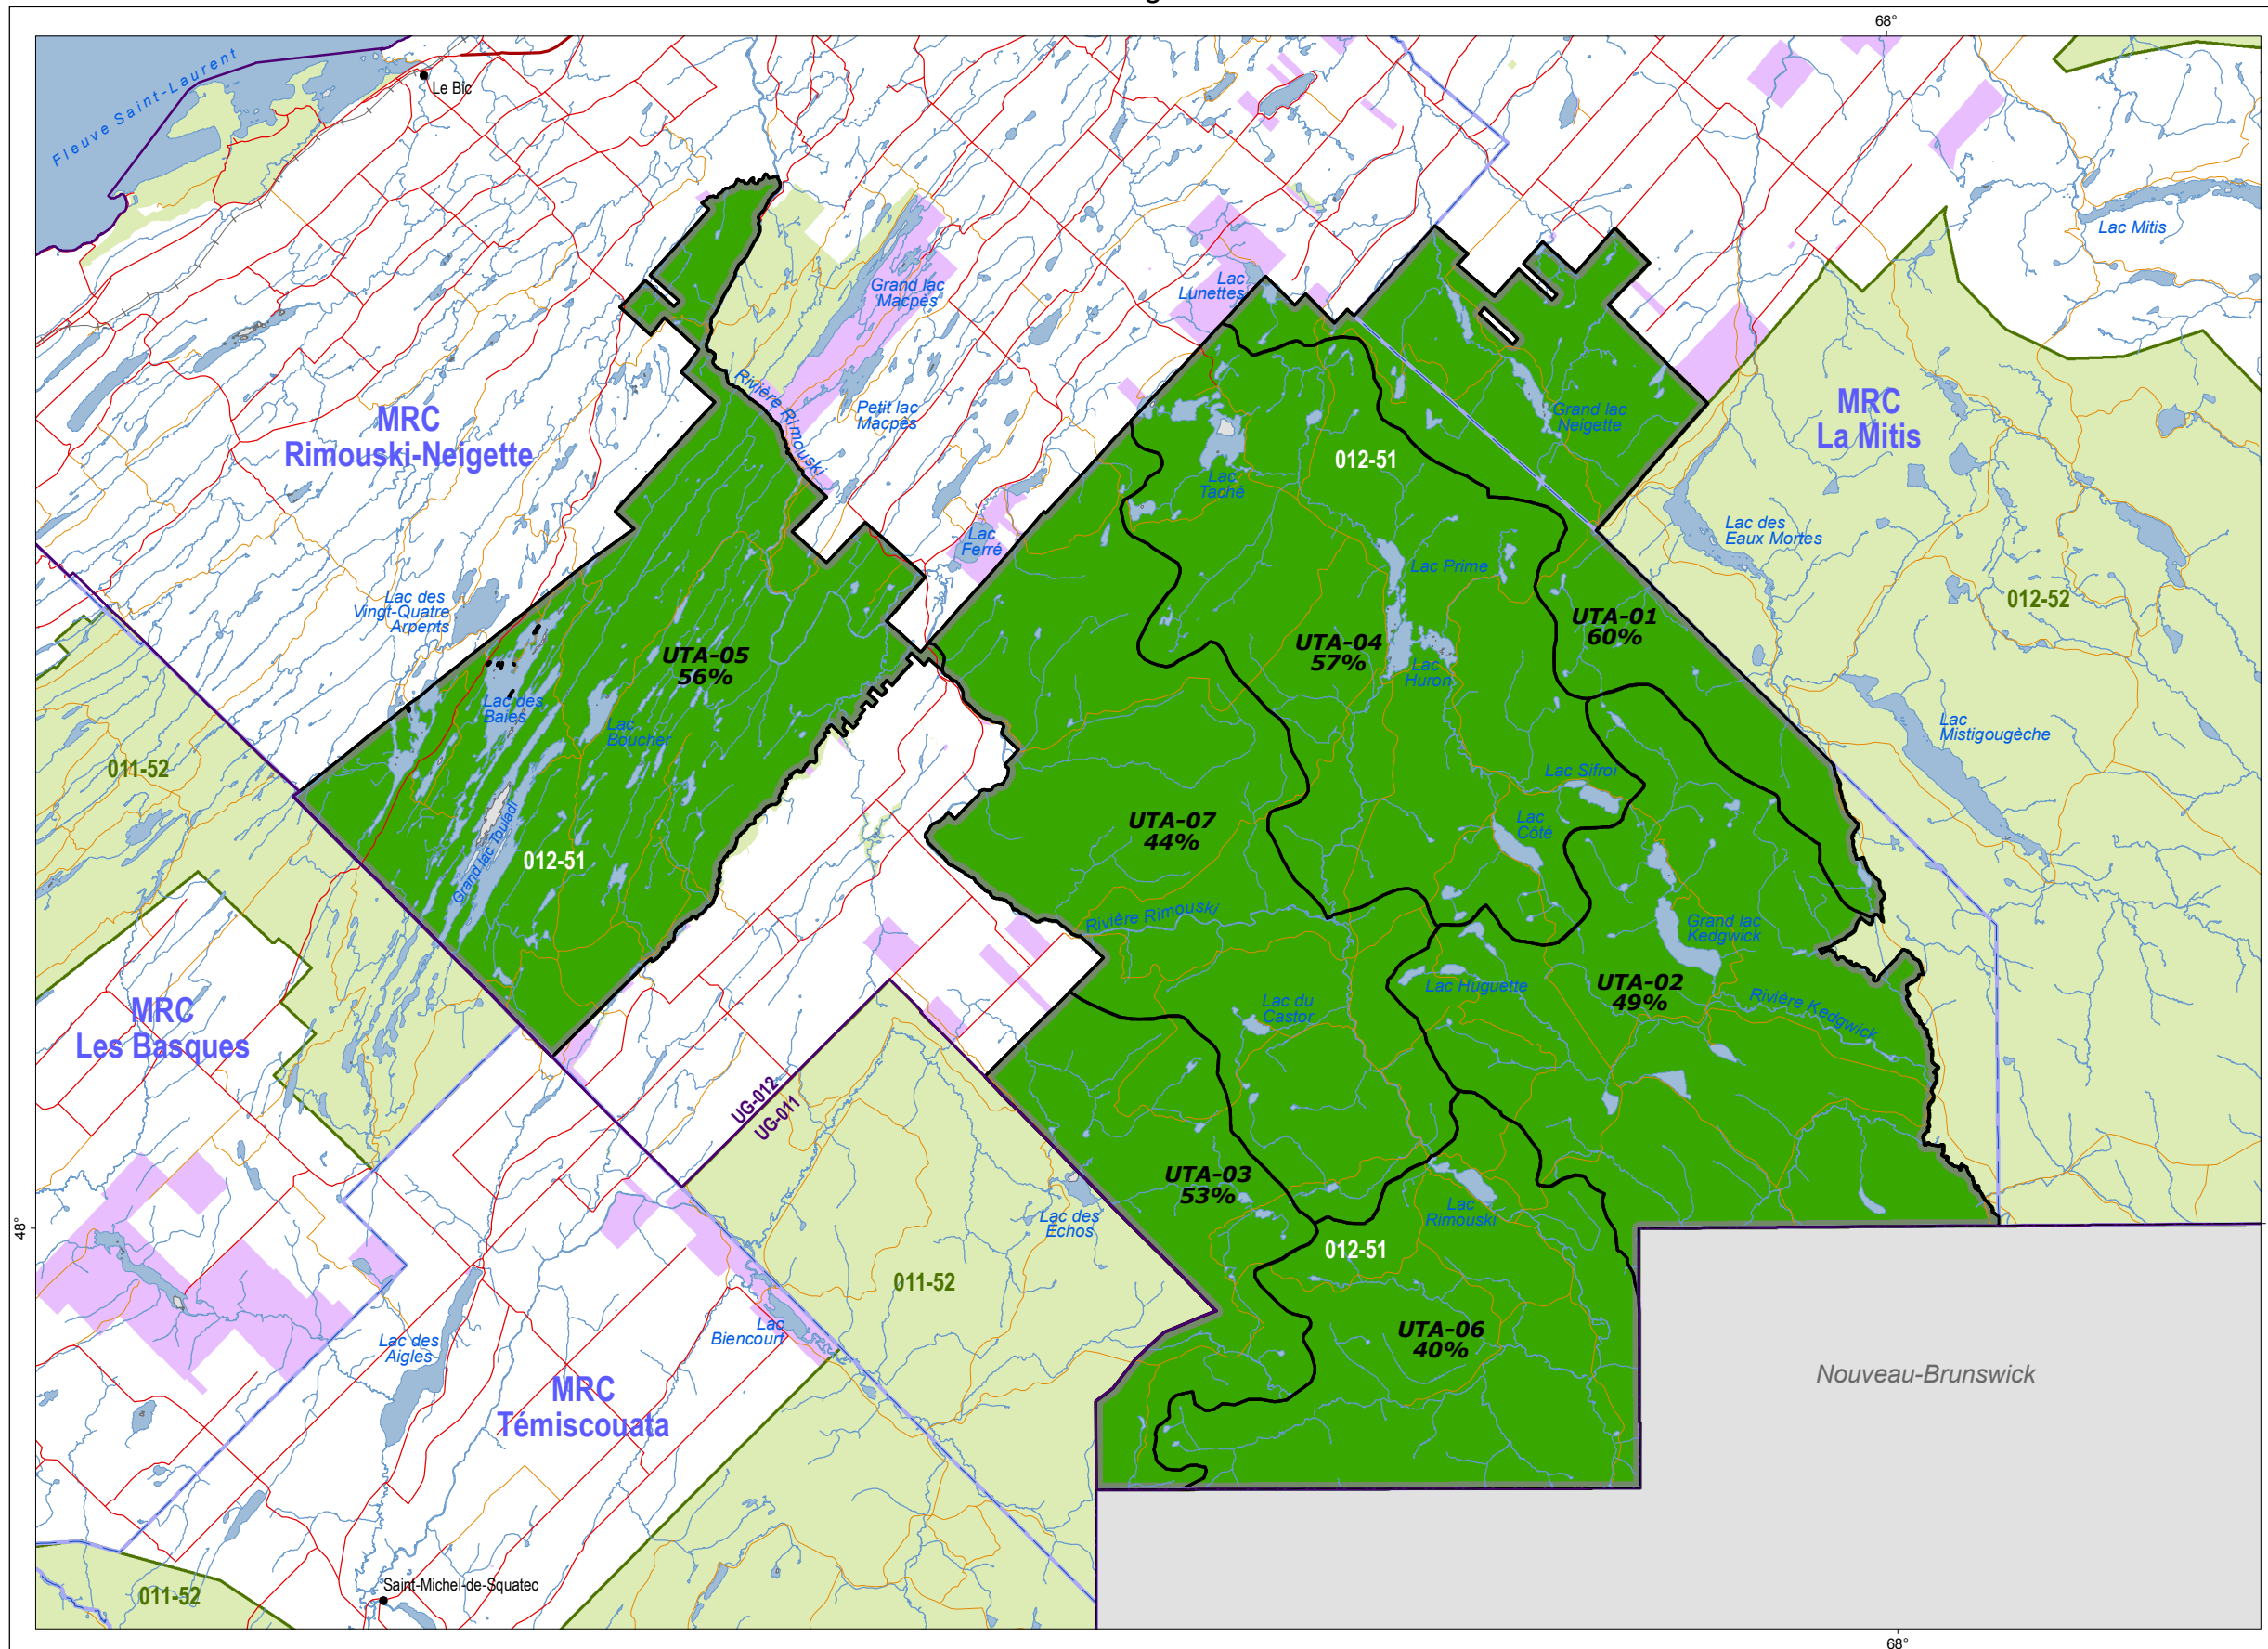 68°
Fleuve Saint-Laurent
Le Bic
Lac Mitis
Lac
Lunettes
Grand lac
Macpès
MRC
Rimouski-Neigette
Rivière Rimouski
Petit lac
Macpès
Grand lac
Neigette
MRC
La Mitis
012-51
Lac
Taché
Lac des
Eaux Mortes
Lac
Ferré
Lac Prime
Lac des
Vingt-Quatre
Arpents
012-52
UTA-05
56%
UTA-04
57%
UTA-01
60%
Lac
Huron
Lac des
Baies
Lac
Boucher
Lac
Mistigougèche
011-52
Lac Sifroi
Grand lac Touladi
012-51
UTA-07
44%
Lac
Côté
Rivière Rimouski
Grand lac
Kedgwick
Lac Huguette
UTA-02
49%
Rivière Kedgwick
Lac du
Castor
MRC
Les Basques
UG-012
UG-011
UTA-03
53%
Lac des
Echos
Lac
Rimouski
48°
012-51
011-52
Lac des
Aigles
Lac
Biencourt
UTA-06
40%
Nouveau-Brunswick
MRC
Témiscouata
Saint-Michel-de-Squatec
011-52
68°